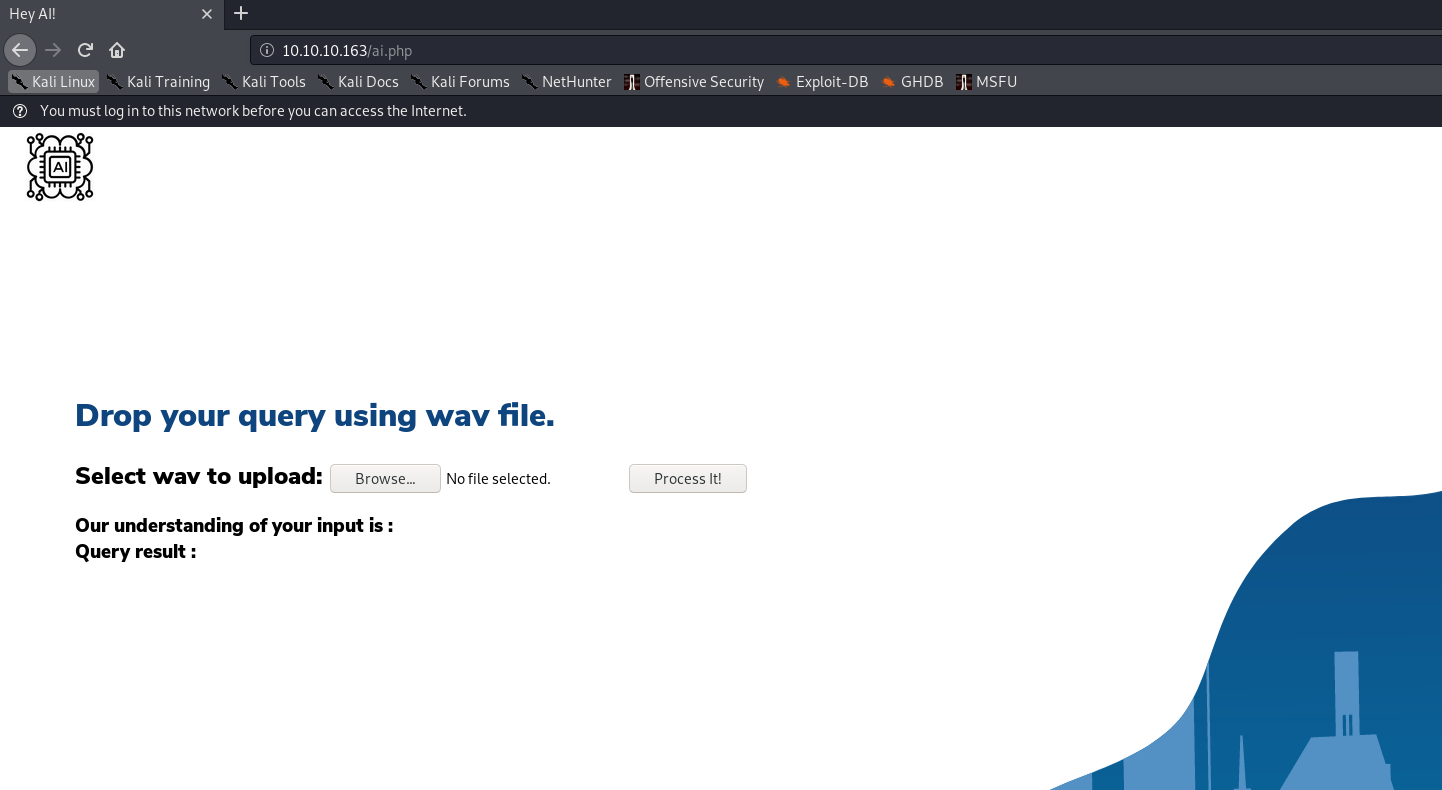 Hey AI!
10.10.10.163/ai.php
Kali Linux Kali Training Kali Tools Kali Docs Kali Forums NetHunter Offensive Security Exploit-DB GHDB MSFU
You must log in to this network before you can access the Internet.
AI
Drop your query using wav file.
Select wav to upload: Browse... No file selected. Process It!
Our understanding of your input is :
Query result :